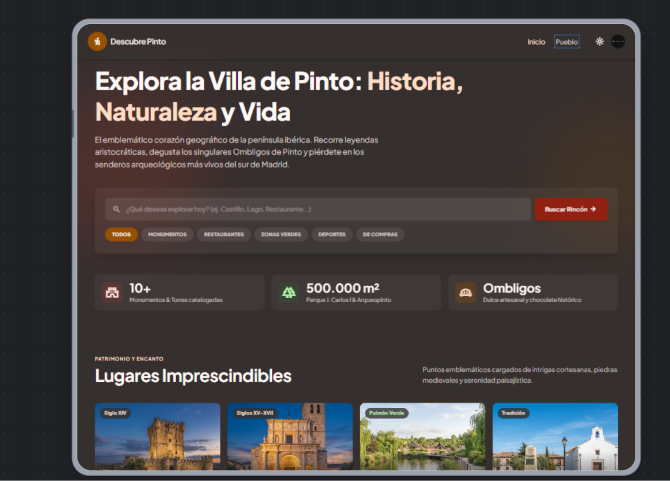 Descubre Pinto
Inicio
Pueblo
Explora la Villa de Pinto: Historia,
Naturaleza y Vida
El emblemático corazón geográfico de la península ibérica. Recorre leyendas
aristocráticas, degusta los singulares Ombligos de Pinto y piérdete en los
senderos arqueológicos más vivos del sur de Madrid.
¿Qué deseas explorar hoy? (ej. Castillo, Lago, Restaurante...)
Buscar Rincón →
TODOS
MONUMENTOS
RESTAURANTES
ZONAS VERDES
DEPORTES
DE COMPRAS
10+
Monumentos & Torres catalogadas
500.000 m²
Parque J. Carlos I & Arqueopinto
Ombligos
Dulce artesanal y chocolate histórico
PATRIMONIO Y ENCANTO
Lugares Imprescindibles
Puntos emblemáticos cargados de intrigas cortesanas, piedras
medievales y serenidad paisajística.
Siglo XIV
Siglos XV-XVII
Pulmón Verde
Tradición